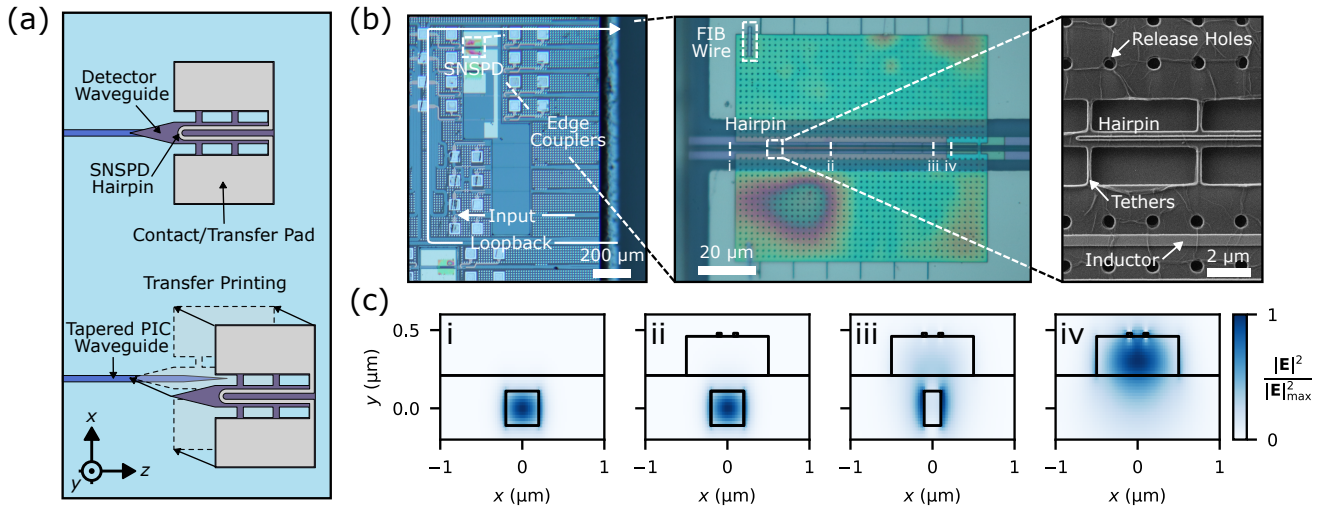 (a)
Detector
Waveguide
SNSPD
Hairpin
Contact/Transfer Pad
Transfer Printing
Tapered PIC
Waveguide
x
y
z
(b)
SNSPD
Edge
Couplers
Input
Loopback
200 µm
FIB
Wire
Hairpin
i
ii
iii
iv
20 µm
Release Holes
Hairpin
Tethers
Inductor
2 µm
(c)
i
ii
iii
iv
0.5
0.0
y (µm)
−1
0
1
−1
0
1
−1
0
1
−1
0
1
x (µm)
x (µm)
x (µm)
x (µm)
1
0
|E|²
|E|²max